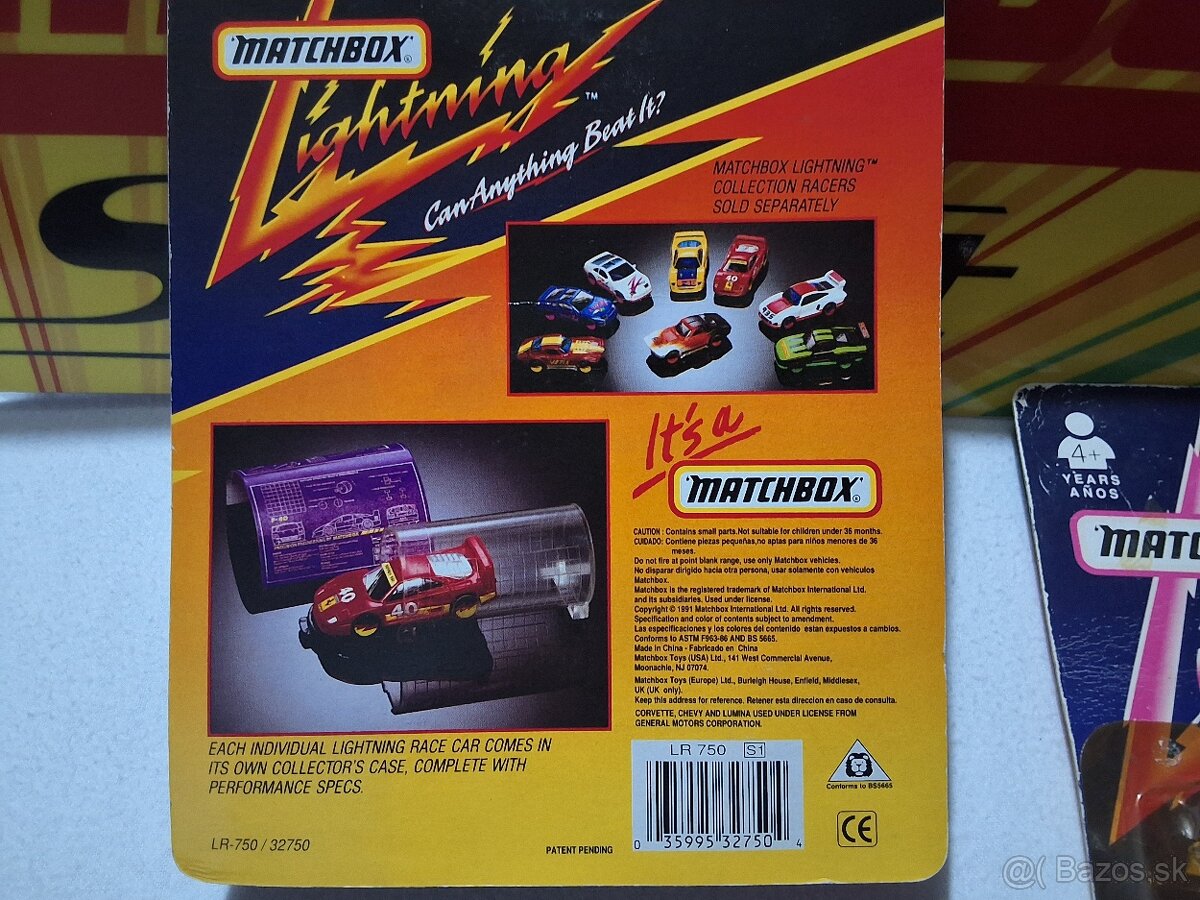 'MATCHBOX'®
Lightning™
Can Anything Beat It?
MATCHBOX LIGHTNING™
COLLECTION RACERS
SOLD SEPARATELY
It's a
'MATCHBOX'®
CAUTION : Contains small parts.Not suitable for children under 36 months.
CUIDADO: Contiene piezas pequeñas,no aptas para niños menores de 36
meses.
Do not fire at point blank range, use only Matchbox vehicles.
No disparar dirigido hacia otra persona, usar solamente con vehículos
Matchbox.
Matchbox is the registered trademark of Matchbox International Ltd.
and its subsidiaries. Used under license.
Copyright © 1991 Matchbox International Ltd. All rights reserved.
Specification and color of contents subject to amendment.
Las especificaciones y los colores del contenido estan expuestos a cambios.
Conforms to ASTM F963-86 AND BS 5665.
Made in China - Fabricado en China
Matchbox Toys (USA) Ltd., 141 West Commercial Avenue,
Moonachie, NJ 07074.
Matchbox Toys (Europe) Ltd., Burleigh House, Enfield, Middlesex,
UK (UK only).
Keep this address for reference. Retener esta direccion en caso de consulta.
CORVETTE, CHEVY AND LUMINA USED UNDER LICENSE FROM
GENERAL MOTORS CORPORATION.
F-40
40
40
EACH INDIVIDUAL LIGHTNING RACE CAR COMES IN
ITS OWN COLLECTOR'S CASE, COMPLETE WITH
PERFORMANCE SPECS.
LR-750 / 32750
PATENT PENDING
LR 750 S1
0 35995 32750 4
Conforms to BS5665
CE
4+
YEARS
AÑOS
'MATC
@( Bazos.sk